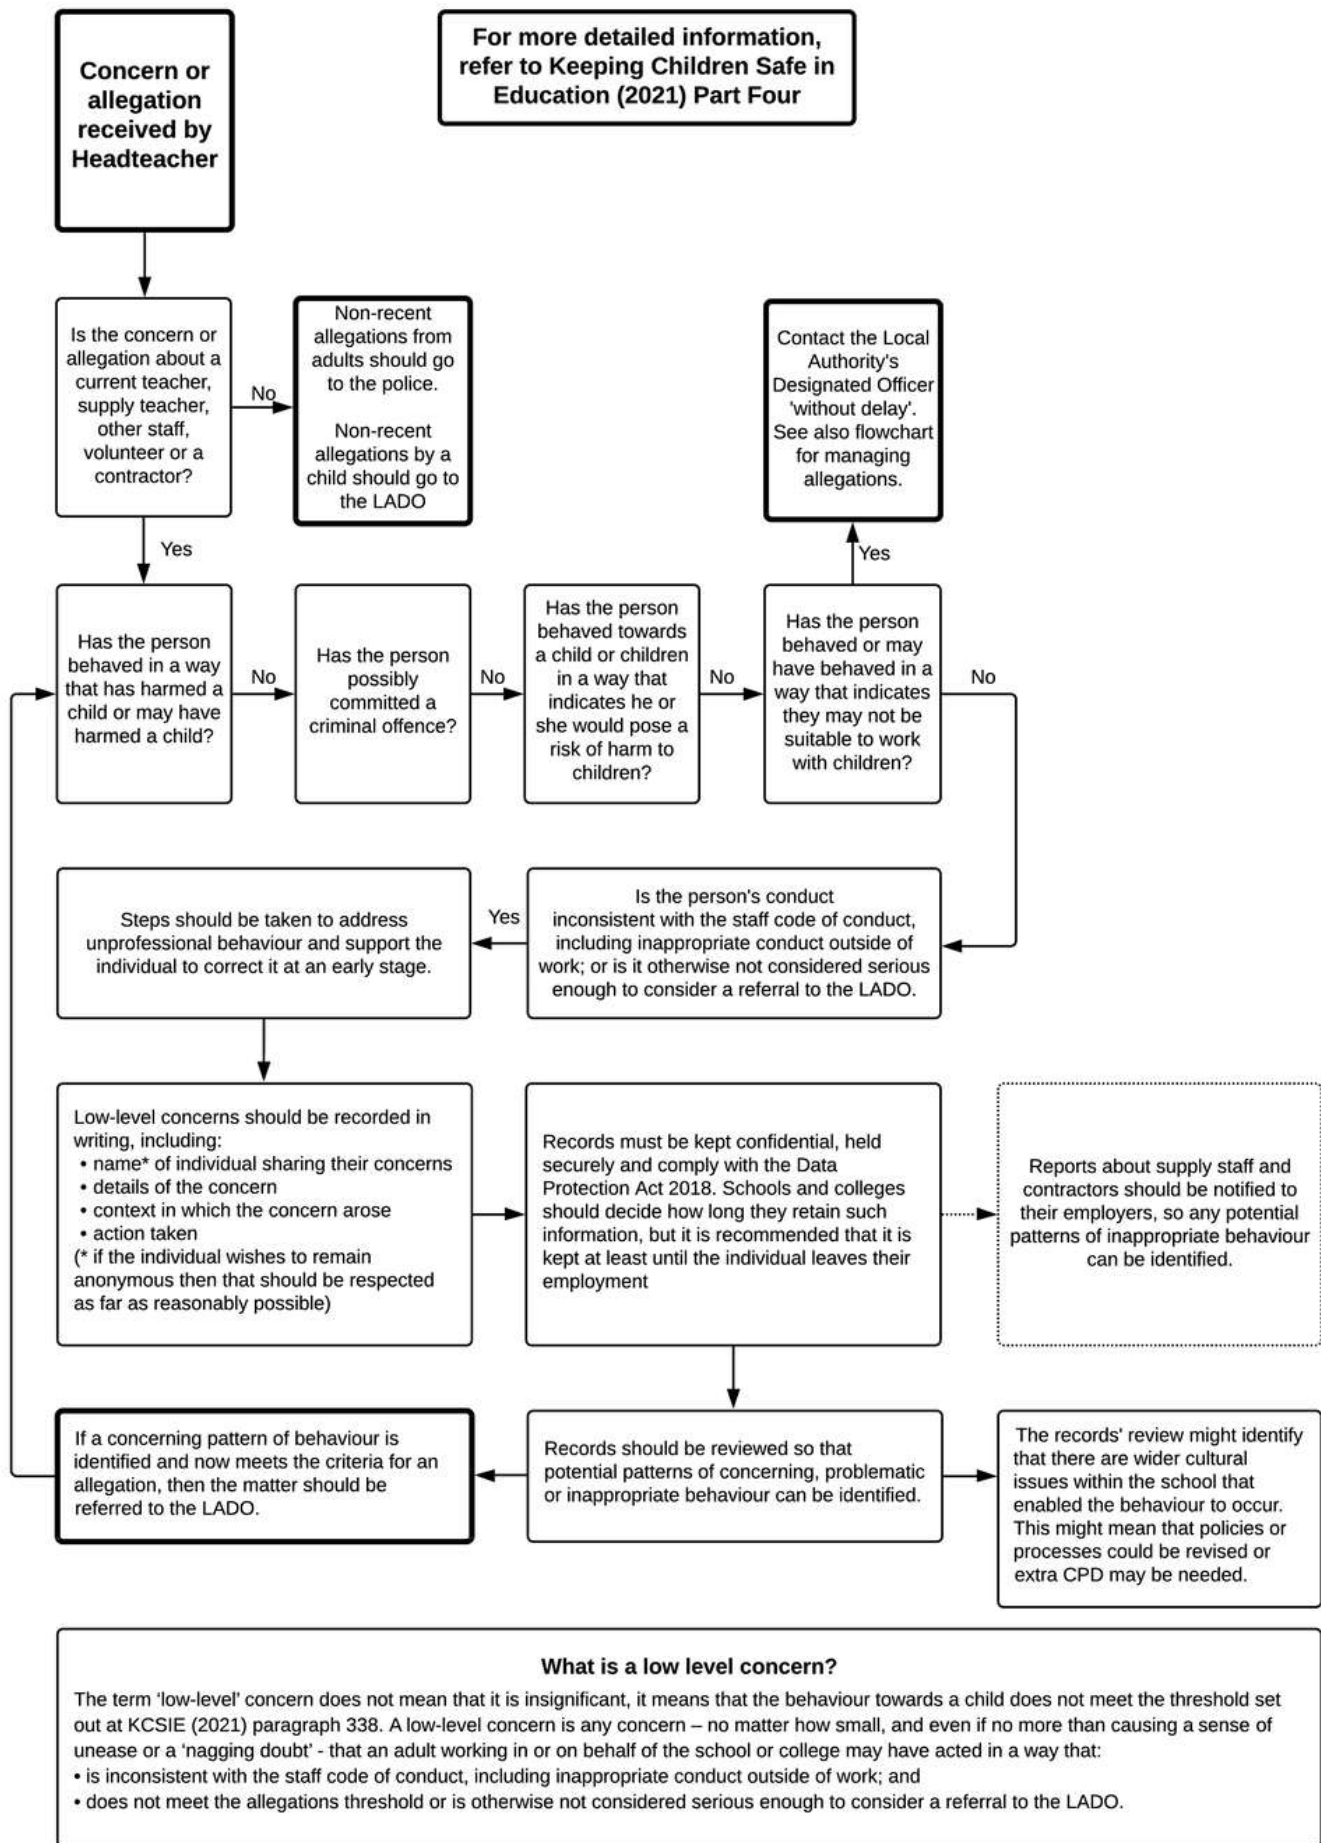 Concern or
allegation
received by
Headteacher
For more detailed information,
refer to Keeping Children Safe in
Education (2021) Part Four
Is the concern or
allegation about a
current teacher,
supply teacher,
other staff,
volunteer or a
contractor?
No
Non-recent
allegations from
adults should go
to the police.
Non-recent
allegations by a
child should go to
the LADO
Contact the Local
Authority's
Designated Officer
'without delay'.
See also flowchart
for managing
allegations.
Yes
Yes
Has the person
behaved in a way
that has harmed a
child or may have
harmed a child?
No
Has the person
possibly
committed a
criminal offence?
No
Has the person
behaved towards
a child or children
in a way that
indicates he or
she would pose a
risk of harm to
children?
No
Has the person
behaved or may
have behaved in a
way that indicates
they may not be
suitable to work
with children?
No
Steps should be taken to address
unprofessional behaviour and support the
individual to correct it at an early stage.
Yes
Is the person's conduct
inconsistent with the staff code of conduct,
including inappropriate conduct outside of
work; or is it otherwise not considered serious
enough to consider a referral to the LADO.
Low-level concerns should be recorded in
writing, including:
• name* of individual sharing their concerns
• details of the concern
• context in which the concern arose
• action taken
(* if the individual wishes to remain
anonymous then that should be respected
as far as reasonably possible)
Records must be kept confidential, held
securely and comply with the Data
Protection Act 2018. Schools and colleges
should decide how long they retain such
information, but it is recommended that it is
kept at least until the individual leaves their
employment
Reports about supply staff and
contractors should be notified to
their employers, so any potential
patterns of inappropriate behaviour
can be identified.
If a concerning pattern of behaviour is
identified and now meets the criteria for an
allegation, then the matter should be
referred to the LADO.
Records should be reviewed so that
potential patterns of concerning, problematic
or inappropriate behaviour can be identified.
The records' review might identify
that there are wider cultural
issues within the school that
enabled the behaviour to occur.
This might mean that policies or
processes could be revised or
extra CPD may be needed.
What is a low level concern?
The term ‘low-level’ concern does not mean that it is insignificant, it means that the behaviour towards a child does not meet the threshold set
out at KCSIE (2021) paragraph 338. A low-level concern is any concern – no matter how small, and even if no more than causing a sense of
unease or a ‘nagging doubt’ - that an adult working in or on behalf of the school or college may have acted in a way that:
• is inconsistent with the staff code of conduct, including inappropriate conduct outside of work; and
• does not meet the allegations threshold or is otherwise not considered serious enough to consider a referral to the LADO.